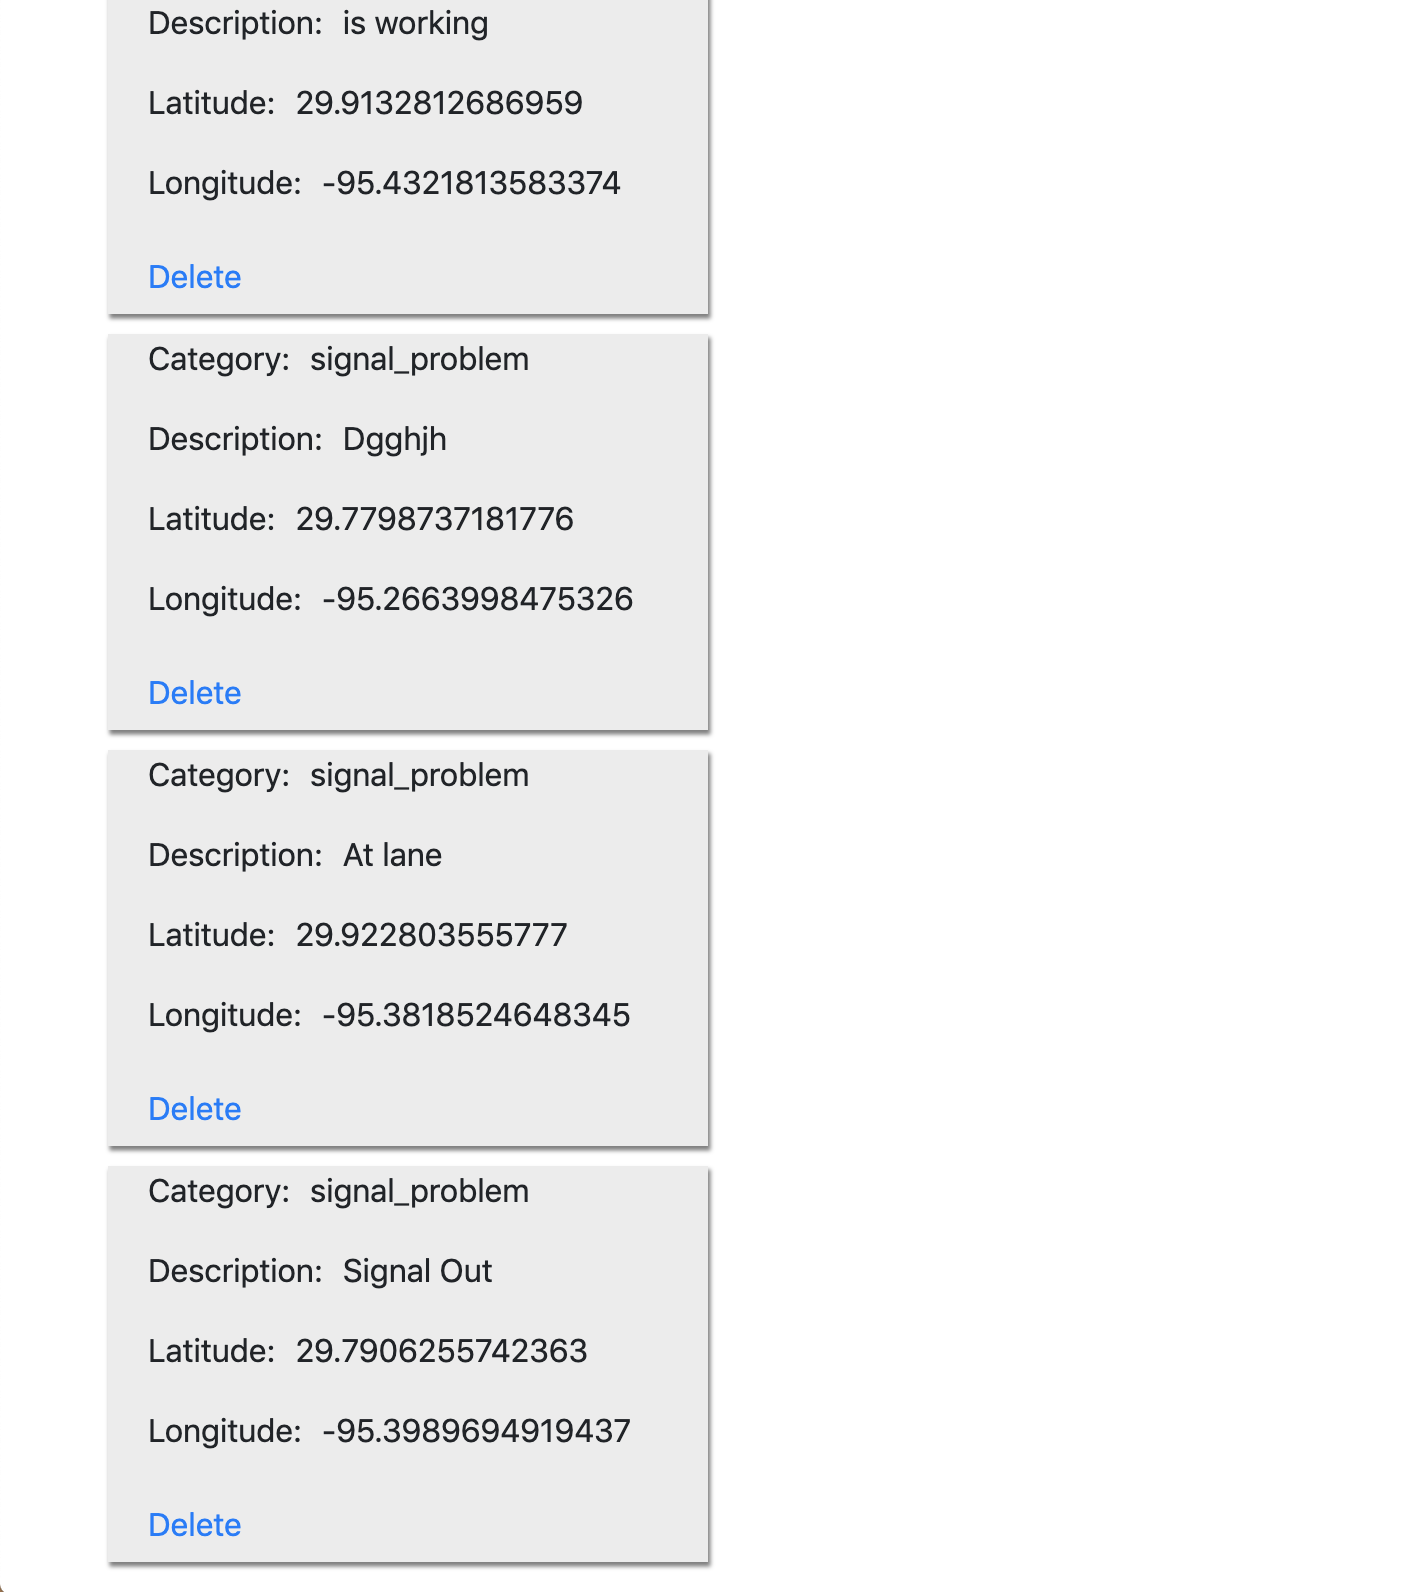 Description: is working
Latitude: 29.9132812686959
Longitude: -95.4321813583374
Delete
Category: signal_problem
Description: Dgghjh
Latitude: 29.7798737181776
Longitude: -95.2663998475326
Delete
Category: signal_problem
Description: At lane
Latitude: 29.922803555777
Longitude: -95.3818524648345
Delete
Category: signal_problem
Description: Signal Out
Latitude: 29.7906255742363
Longitude: -95.3989694919437
Delete